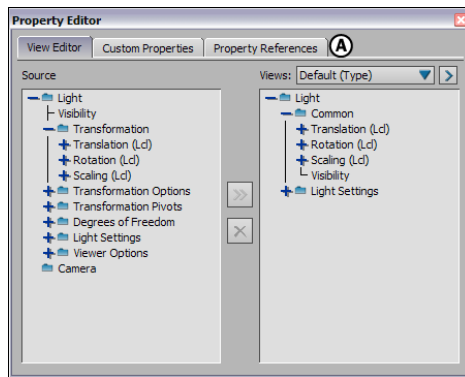 Property Editor
View Editor Custom Properties Property References A
Source
Views: Default (Type)
Light
Visibility
Transformation
Translation (Lcl)
Rotation (Lcl)
Scaling (Lcl)
Transformation Options
Transformation Pivots
Degrees of Freedom
Light Settings
Viewer Options
Camera
Light
Common
Translation (Lcl)
Rotation (Lcl)
Scaling (Lcl)
Visibility
Light Settings